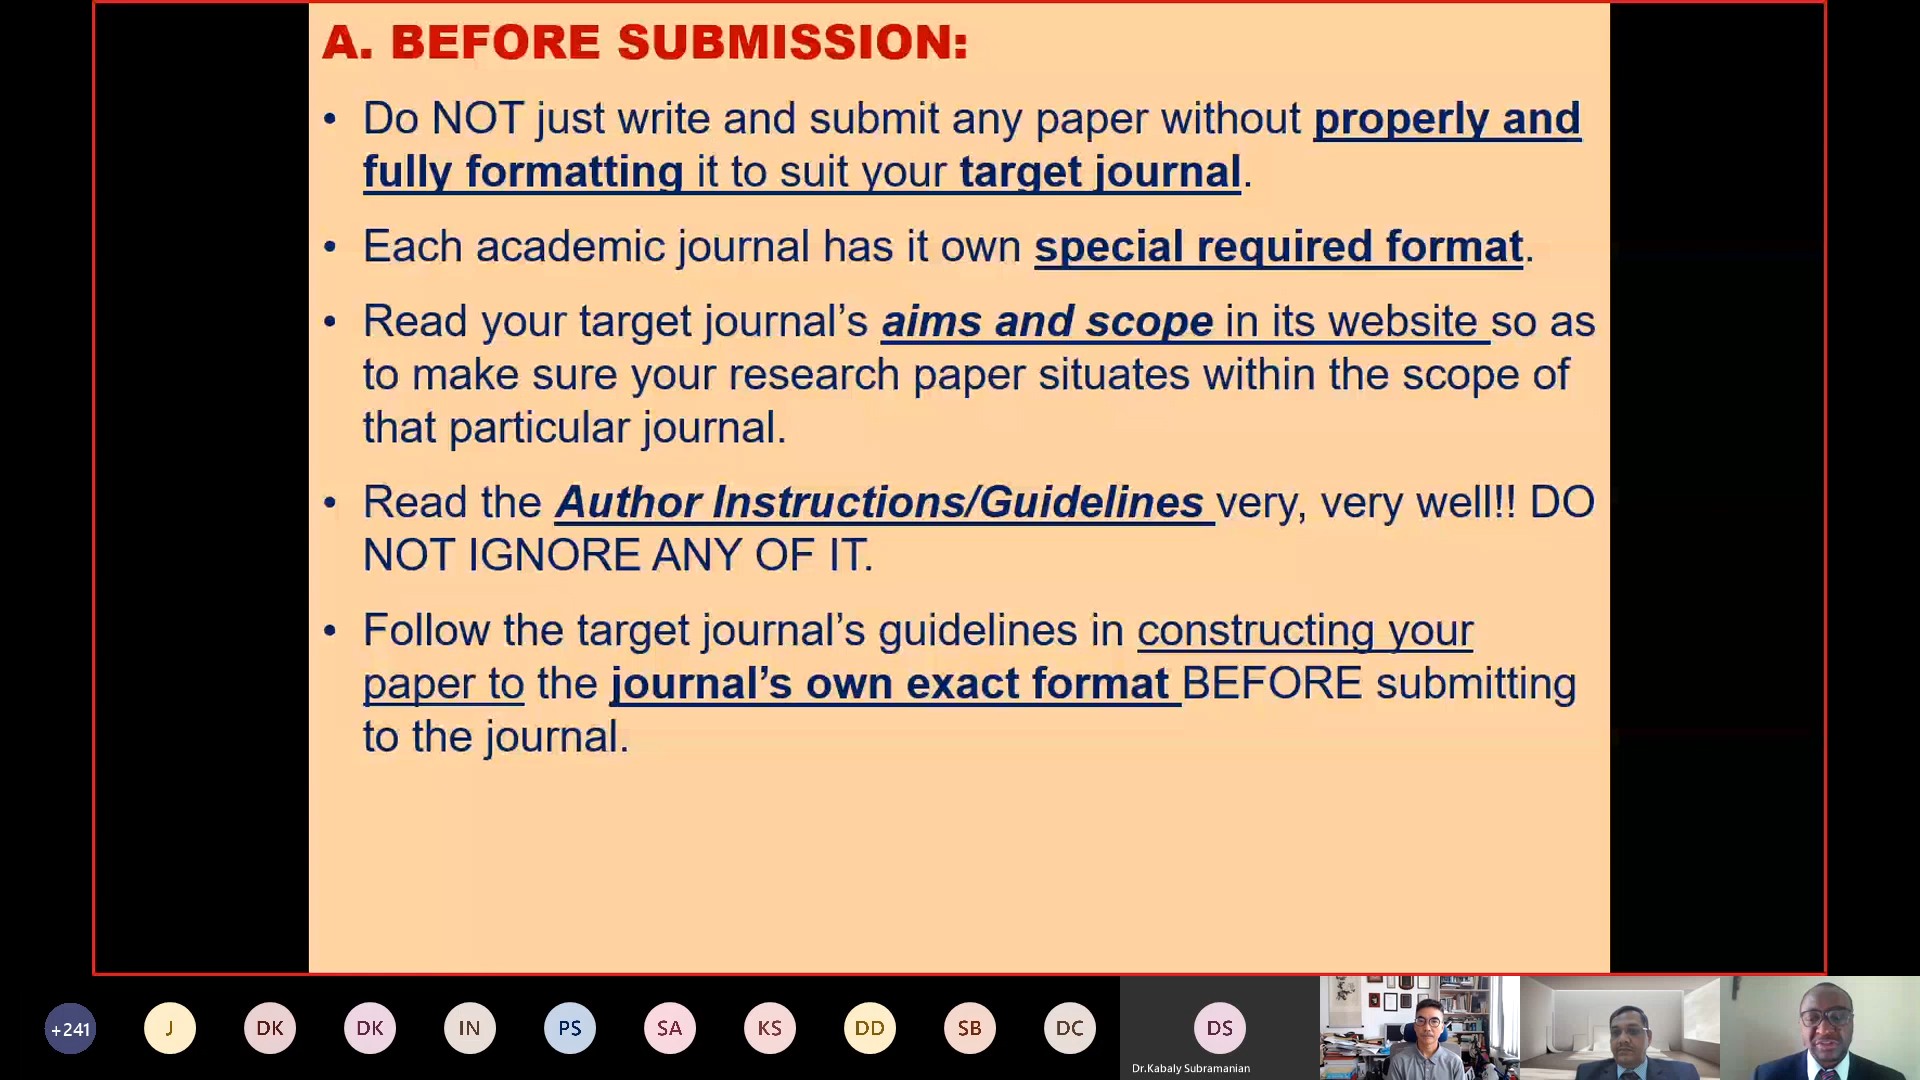 A. BEFORE SUBMISSION:
• Do NOT just write and submit any paper without properly and
fully formatting it to suit your target journal.
• Each academic journal has it own special required format.
• Read your target journal’s aims and scope in its website so as
to make sure your research paper situates within the scope of
that particular journal.
• Read the Author Instructions/Guidelines very, very well!! DO
NOT IGNORE ANY OF IT.
• Follow the target journal’s guidelines in constructing your
paper to the journal’s own exact format BEFORE submitting
to the journal.
+241 J DK DK IN PS SA KS DD SB DC DS
Dr.Kabaly Subramanian